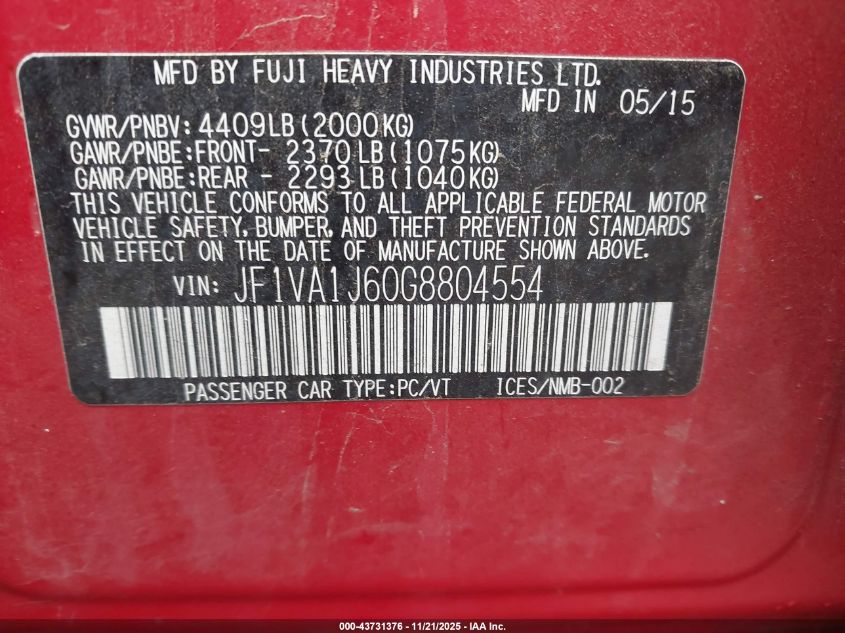 MFD BY FUJI HEAVY INDUSTRIES LTD.
MFD IN 05/15
GVWR/PNBV: 4409LB(2000KG)
GAWR/PNBE:FRONT- 2370LB(1075KG)
GAWR/PNBE:REAR - 2293LB(1040KG)
THIS VEHICLE CONFORMS TO ALL APPLICABLE FEDERAL MOTOR
VEHICLE SAFETY, BUMPER, AND THEFT PREVENTION STANDARDS
IN EFFECT ON THE DATE OF MANUFACTURE SHOWN ABOVE.
VIN: JF1VA1J60G8804554
PASSENGER CAR TYPE:PC/VT ICES/NMB-002
000-43731376 - 11/21/2025 - IAA Inc.